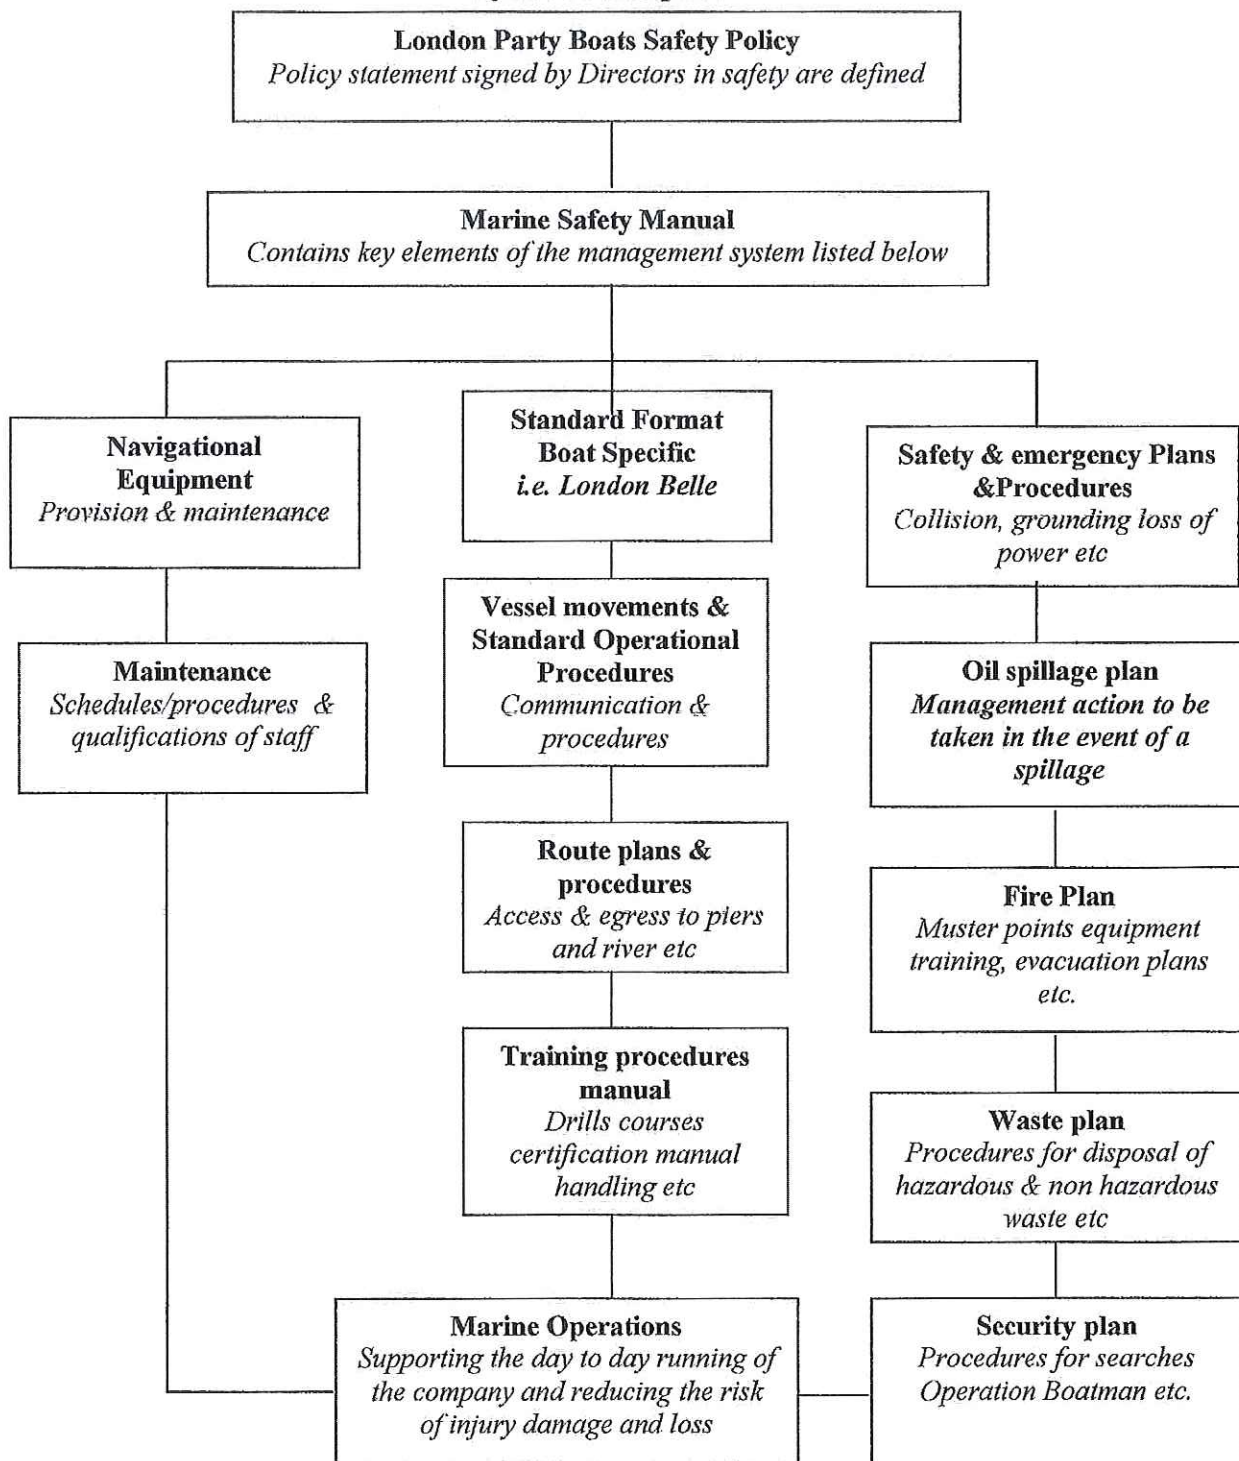 London Party Boats Safety Policy
Policy statement signed by Directors in safety are defined
Marine Safety Manual
Contains key elements of the management system listed below
Navigational
Equipment
Provision & maintenance
Maintenance
Schedules/procedures & 
qualifications of staff
Standard Format
Boat Specific
i.e. London Belle
Vessel movements &
Standard Operational
Procedures
Communication &
procedures
Route plans &
procedures
Access & egress to piers
and river etc
Training procedures
manual
Drills courses
certification manual
handling etc
Safety & emergency Plans
&Procedures
Collision, grounding loss of
power etc
Oil spillage plan
Management action to be
taken in the event of a
spillage
Fire Plan
Muster points equipment
training, evacuation plans
etc.
Waste plan
Procedures for disposal of
hazardous & non hazardous
waste etc
Security plan
Procedures for searches
Operation Boatman etc.
Marine Operations
Supporting the day to day running of
the company and reducing the risk
of injury damage and loss